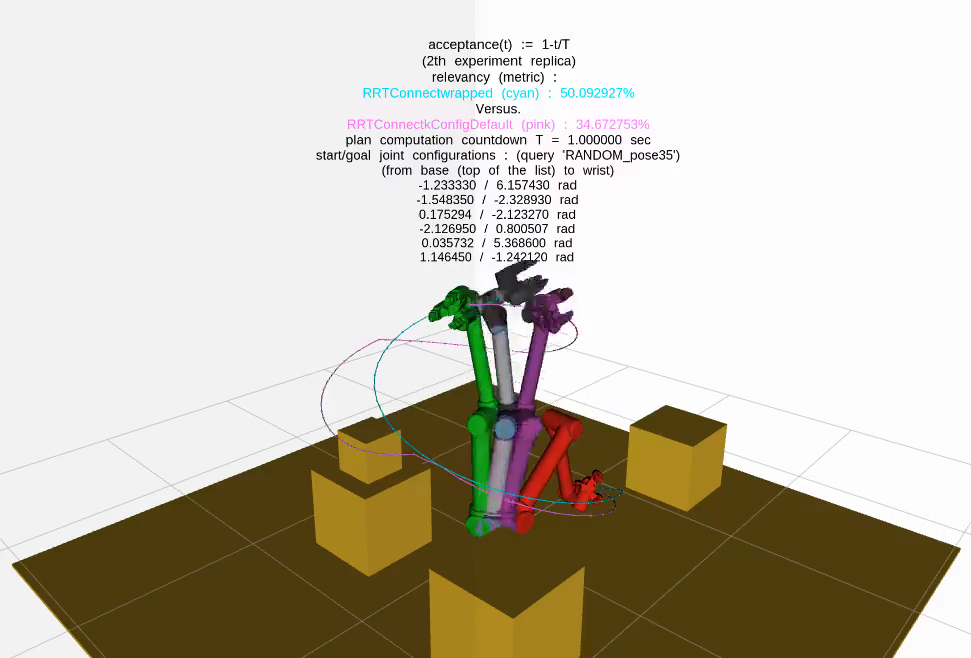 acceptance(t) := 1-t/T
(2th experiment replica)
relevancy (metric) :
RRTConnectwrapped (cyan) : 50.092927%
Versus.
RRTConnectkConfigDefault (pink) : 34.672753%
plan computation countdown T = 1.000000 sec
start/goal joint configurations : (query 'RANDOM_pose35')
(from base (top of the list) to wrist)
-1.233330 / 6.157430 rad
-1.548350 / -2.328930 rad
0.175294 / -2.123270 rad
-2.126950 / 0.800507 rad
0.035732 / 5.368600 rad
1.146450 / -1.242120 rad